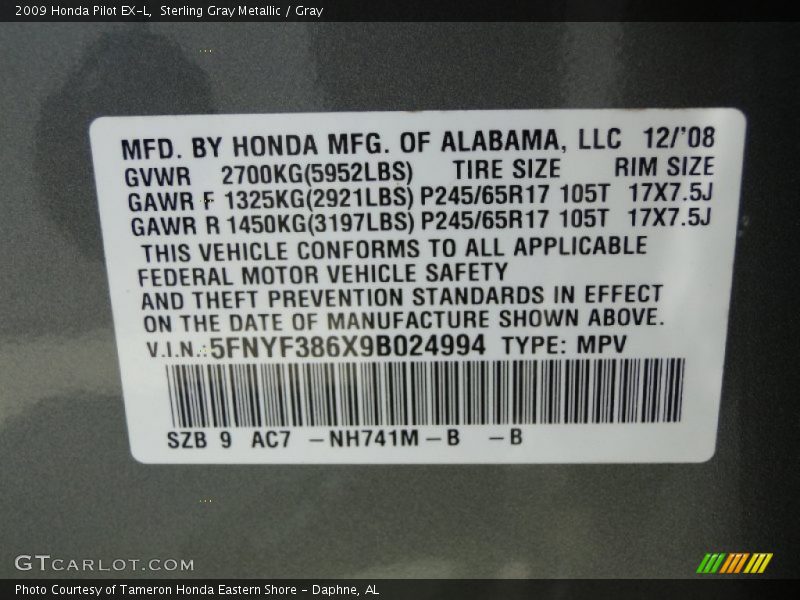 2009 Honda Pilot EX-L, Sterling Gray Metallic / Gray
MFD. BY HONDA MFG. OF ALABAMA, LLC 12/'08
GVWR 2700KG(5952LBS) TIRE SIZE RIM SIZE
GAWR F 1325KG(2921LBS) P245/65R17 105T 17X7.5J
GAWR R 1450KG(3197LBS) P245/65R17 105T 17X7.5J
THIS VEHICLE CONFORMS TO ALL APPLICABLE
FEDERAL MOTOR VEHICLE SAFETY
AND THEFT PREVENTION STANDARDS IN EFFECT
ON THE DATE OF MANUFACTURE SHOWN ABOVE.
V.I.N.:5FNYF386X9B024994 TYPE: MPV
SZB 9 AC7 -NH741M-B -B
GTCARLOT.COM
Photo Courtesy of Tameron Honda Eastern Shore - Daphne, AL